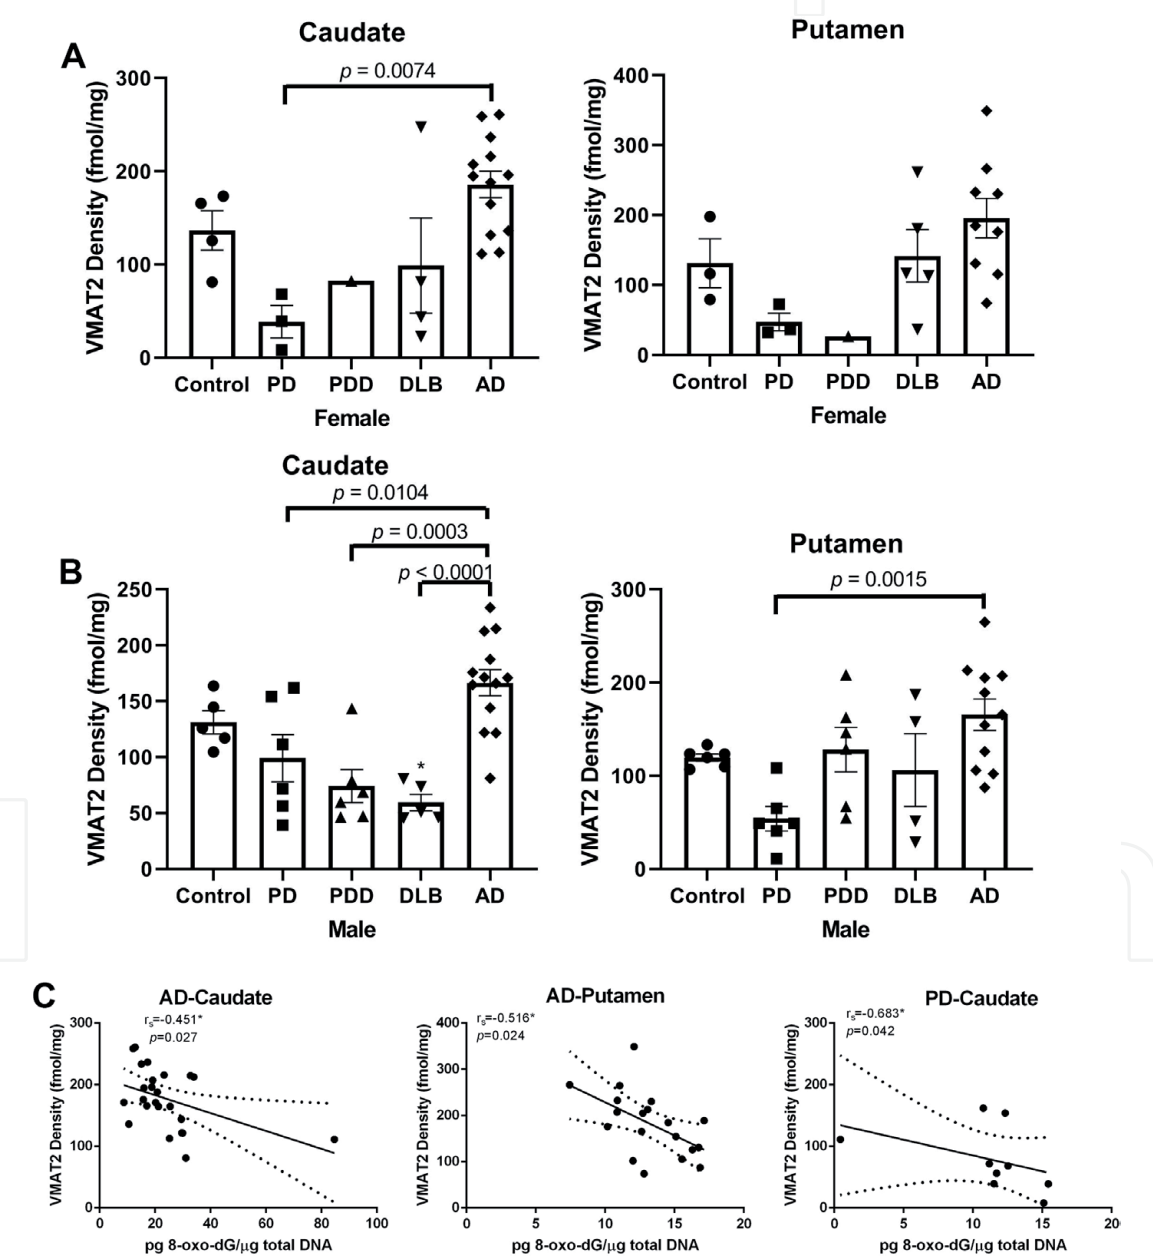 A
Caudate
Putamen
p = 0.0074
VMAT2 Density (fmol/mg)
300
200
100
0
Control PD PDD DLB AD
Female
VMAT2 Density (fmol/mg)
400
300
200
100
0
Control PD PDD DLB AD
Female
B
Caudate
p = 0.0104
p = 0.0003
p < 0.0001
VMAT2 Density (fmol/mg)
250
200
150
100
50
0
*
Control PD PDD DLB AD
Male
Putamen
p = 0.0015
VMAT2 Density (fmol/mg)
300
200
100
0
Control PD PDD DLB AD
Male
C
AD-Caudate
rs=-0.451*
p=0.027
VMAT2 Density (fmol/mg)
300
200
100
0
0 20 40 60 80 100
pg 8-oxo-dG/μg total DNA
AD-Putamen
rs=-0.516*
p=0.024
VMAT2 Density (fmol/mg)
400
300
200
100
0
0 5 10 15 20
pg 8-oxo-dG/μg total DNA
PD-Caudate
rs=-0.683*
p=0.042
VMAT2 Density (fmol/mg)
300
200
100
0
0 5 10 15 20
pg 8-oxo-dG/μg total DNA